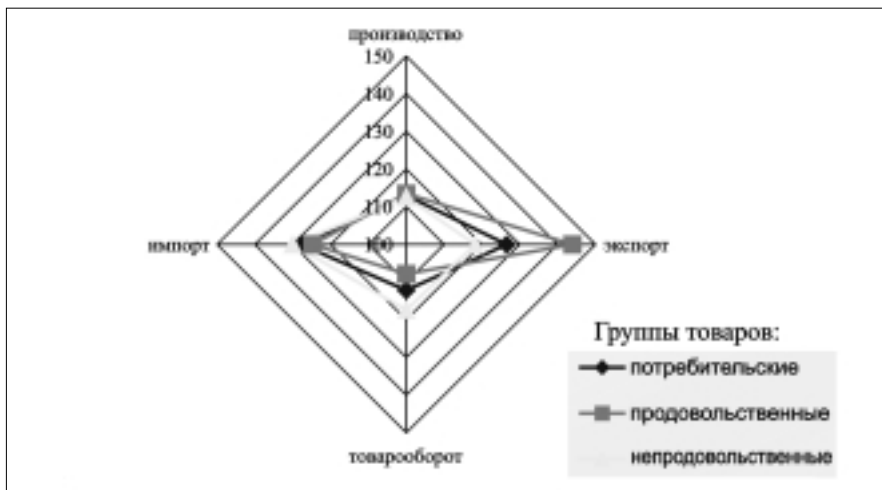 производство
150
140
130
120
110
100
импорт
экспорт
товарооборот
Группы товаров:
потребительские
продовольственные
непродовольственные